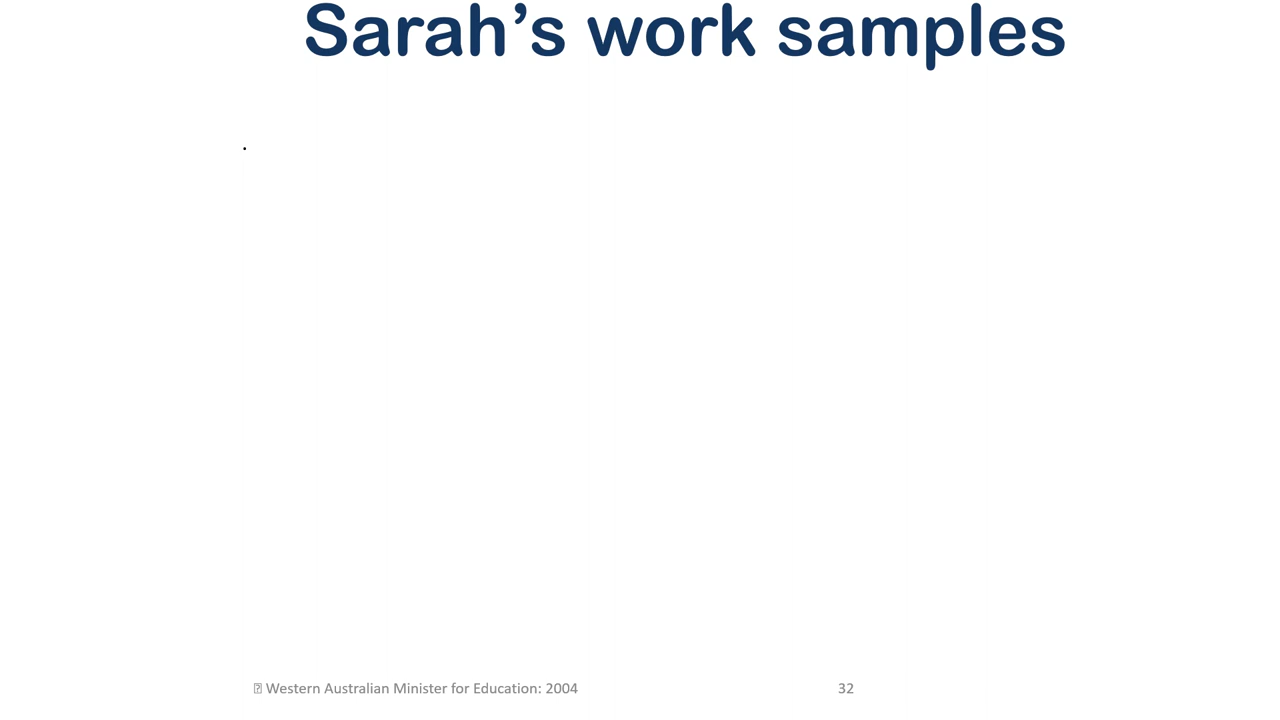 Sarah’s work samples
.
⍰ Western Australian Minister for Education: 2004
32